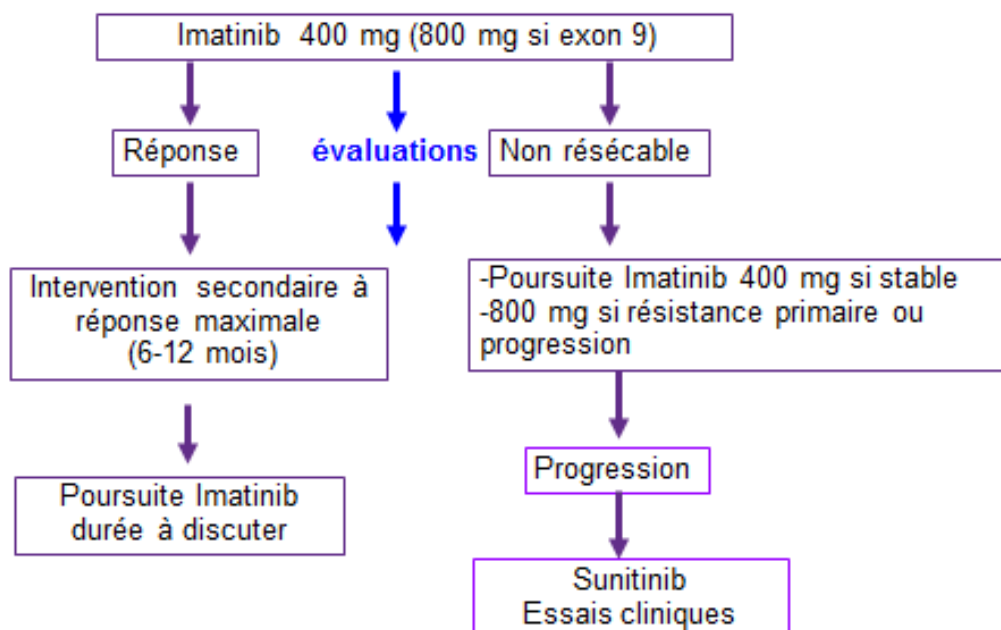 Imatinib 400 mg (800 mg si exon 9)
Réponse
évaluations
Non résécable
Intervention secondaire à
réponse maximale
(6-12 mois)
-Poursuite Imatinib 400 mg si stable
-800 mg si résistance primaire ou
progression
Poursuite Imatinib
durée à discuter
Progression
Sunitinib
Essais cliniques